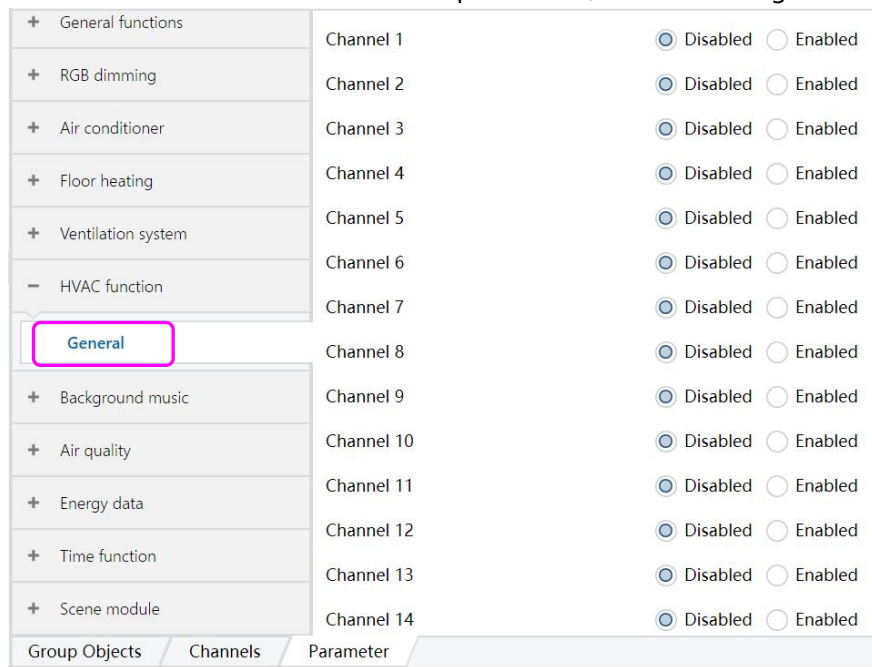 General functions
RGB dimming
Air conditioner
Floor heating
Ventilation system
HVAC function
General
Background music
Air quality
Energy data
Time function
Scene module
Channel 1 Disabled Enabled
Channel 2 Disabled Enabled
Channel 3 Disabled Enabled
Channel 4 Disabled Enabled
Channel 5 Disabled Enabled
Channel 6 Disabled Enabled
Channel 7 Disabled Enabled
Channel 8 Disabled Enabled
Channel 9 Disabled Enabled
Channel 10 Disabled Enabled
Channel 11 Disabled Enabled
Channel 12 Disabled Enabled
Channel 13 Disabled Enabled
Channel 14 Disabled Enabled
Group Objects Channels Parameter